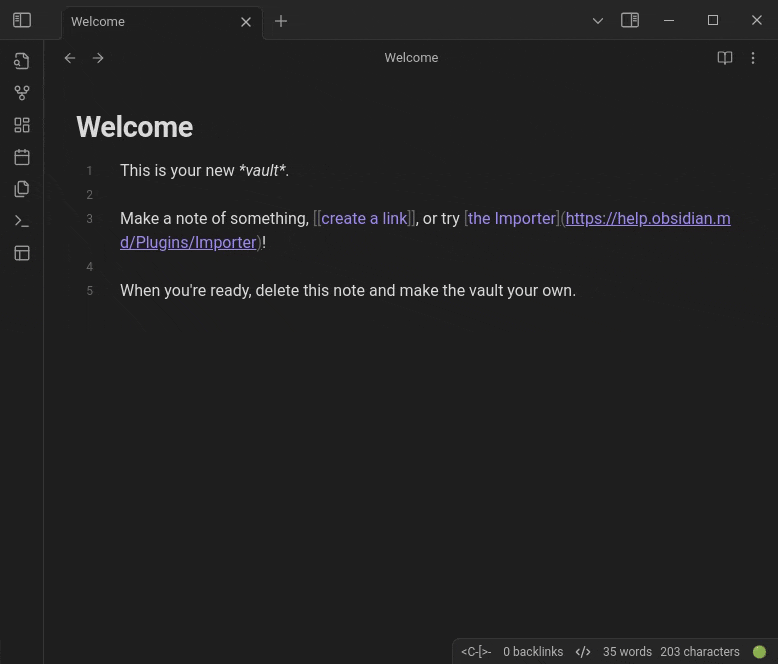 Welcome
Welcome
Welcome
1 This is your new *vault*.
2
3 Make a note of something, [[create a link]], or try [the Importer](https://help.obsidian.m
d/Plugins/Importer)!
4
5 When you're ready, delete this note and make the vault your own.
<C-[>- 0 backlinks </> 35 words 203 characters